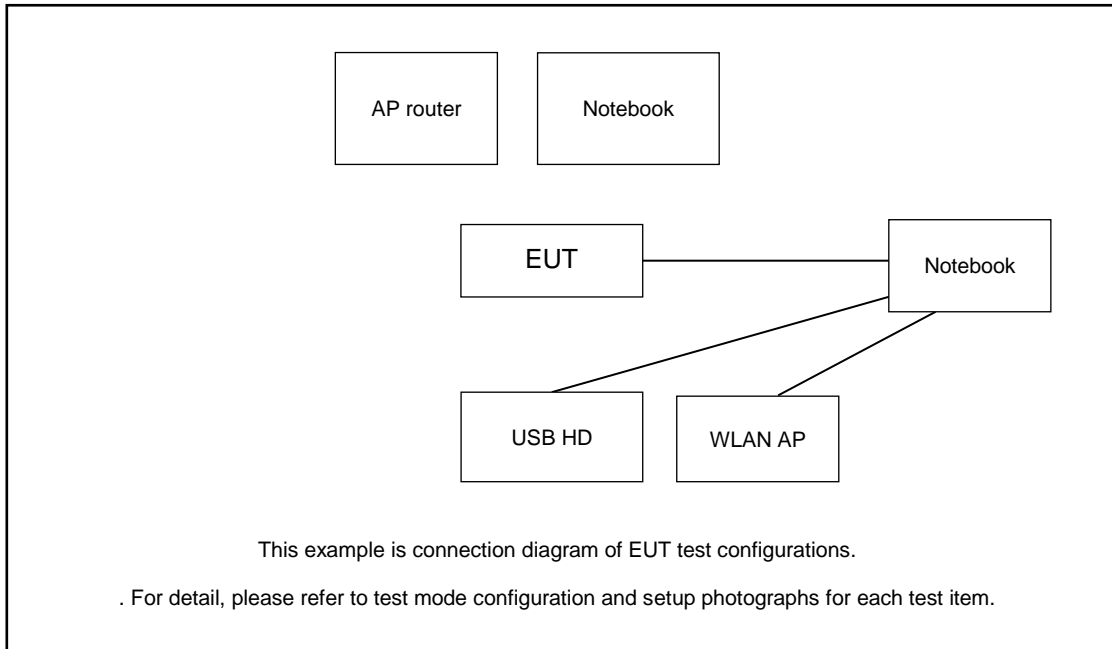 AP router
Notebook
EUT
Notebook
USB HD
WLAN AP
This example is connection diagram of EUT test configurations.
. For detail, please refer to test mode configuration and setup photographs for each test item.